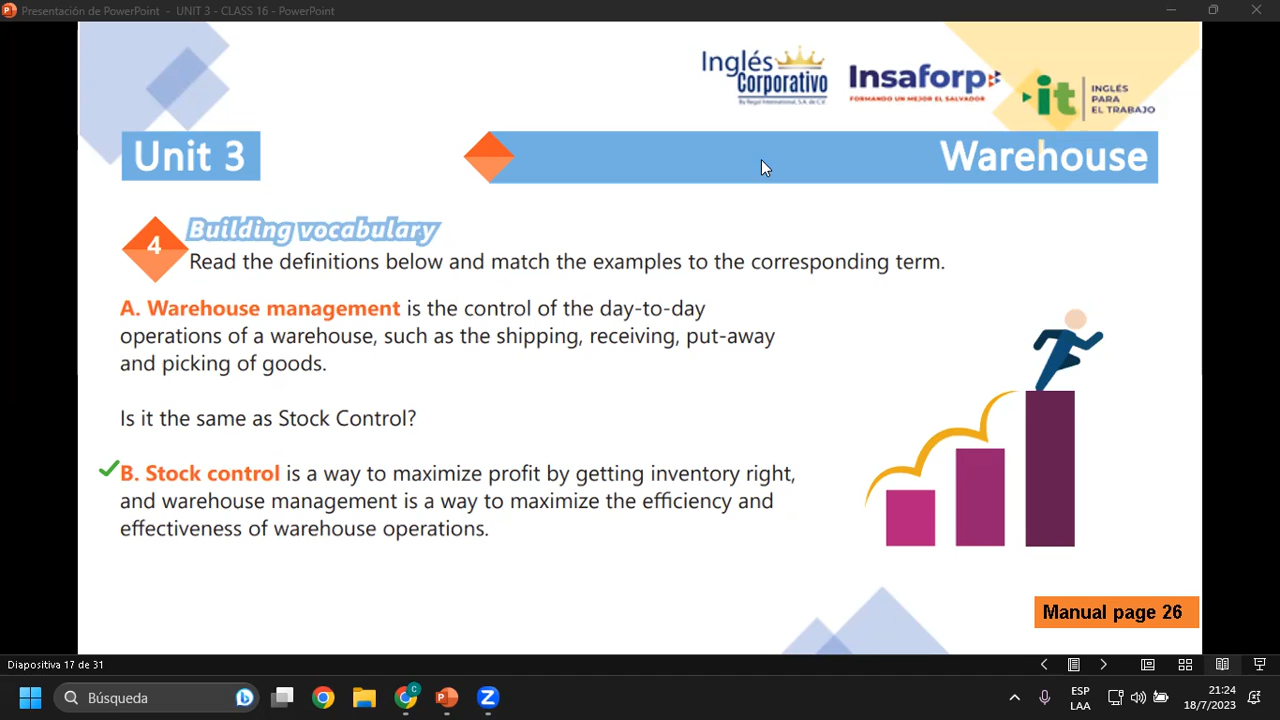 Presentación de PowerPoint - UNIT 3 - CLASS 16 - PowerPoint
Inglés
Corporativo
By Regal International, S.A. de C.V.
Insaforp
FORMANDO UN MEJOR EL SALVADOR
it
INGLÉS
PARA
EL TRABAJO
Unit 3
Warehouse
4
Building vocabulary
Read the definitions below and match the examples to the corresponding term.
A. Warehouse management is the control of the day-to-day
operations of a warehouse, such as the shipping, receiving, put-away
and picking of goods.
Is it the same as Stock Control?
B. Stock control is a way to maximize profit by getting inventory right,
and warehouse management is a way to maximize the efficiency and
effectiveness of warehouse operations.
Manual page 26
Diapositiva 17 de 31
Búsqueda
C
ESP
LAA
21:24
18/7/2023